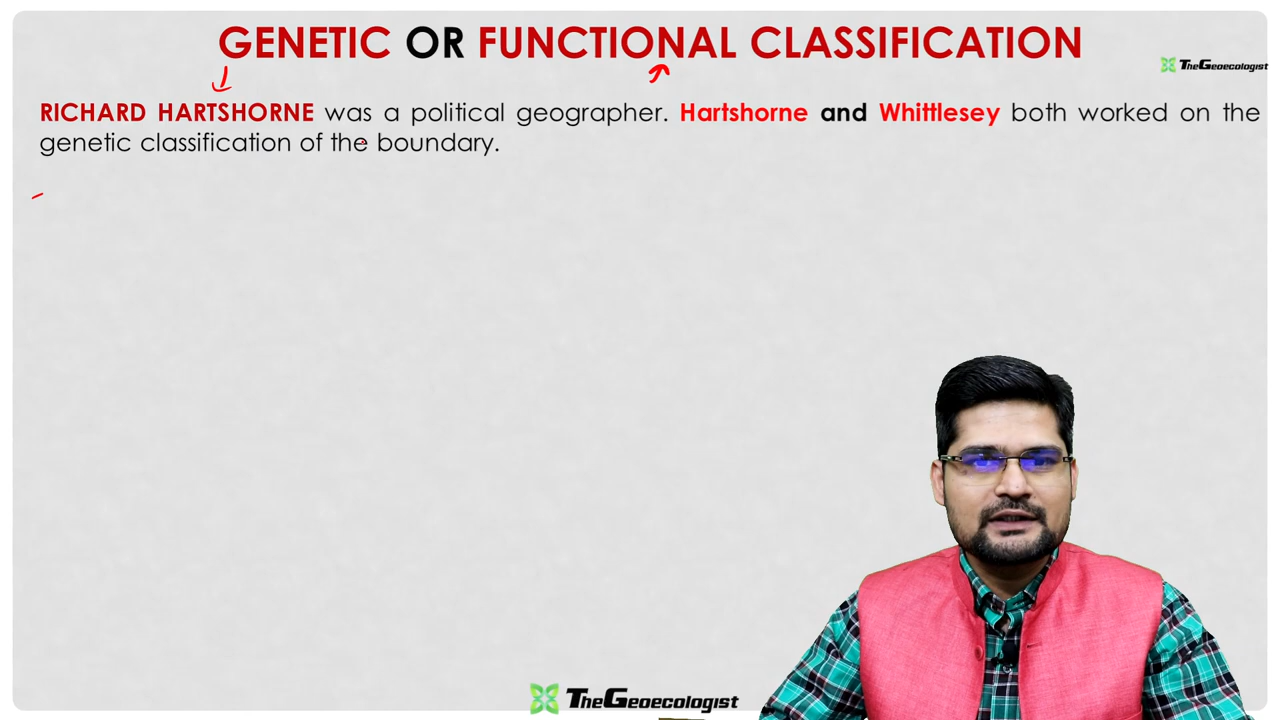 GENETIC OR FUNCTIONAL CLASSIFICATION
TheGeoecologist
RICHARD HARTSHORNE was a political geographer. Hartshorne and Whittlesey both worked on the
genetic classification of the boundary.
TheGeoecologist